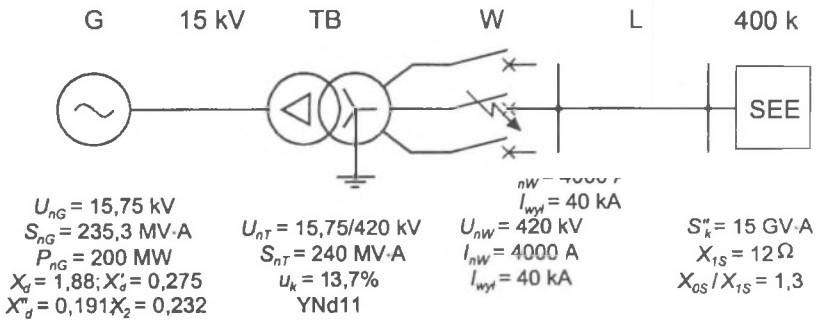 G 15 kV TB W L 400 k
SEE
I_wył = 40 kA
U_nG = 15,75 kV
S_nG = 235,3 MV·A
P_nG = 200 MW
X_d = 1,88; X'_d = 0,275
X"_d = 0,191 X_2 = 0,232
U_nT = 15,75/420 kV
S_nT = 240 MV·A
u_k = 13,7%
YNd11
U_nW = 420 kV
I_nW = 4000 A
I_wył = 40 kA
S"_k = 15 GV·A
X_1S = 12 Ω
X_0S / X_1S = 1,3